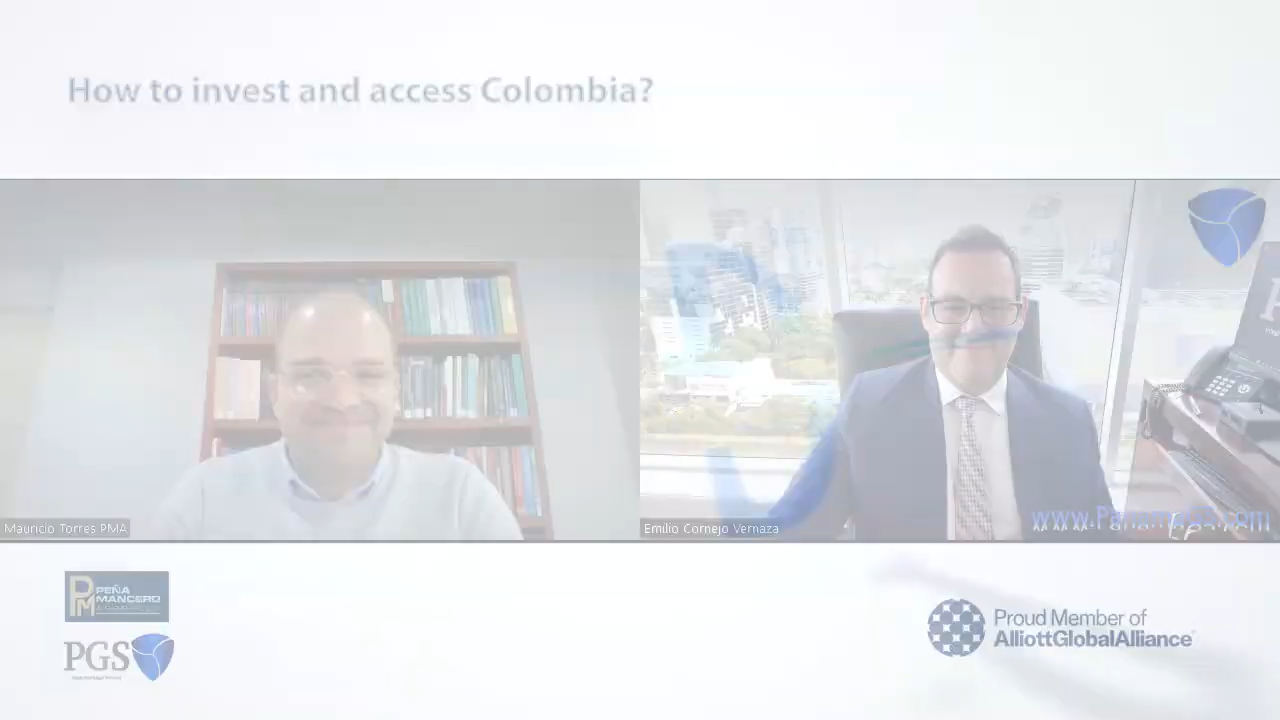 How to invest and access Colombia?
Mauricio Torres PMA
Emilio Cornejo Vernaza
PEÑA
MANCERO
PGS
Proud Member of
AlliottGlobalAlliance